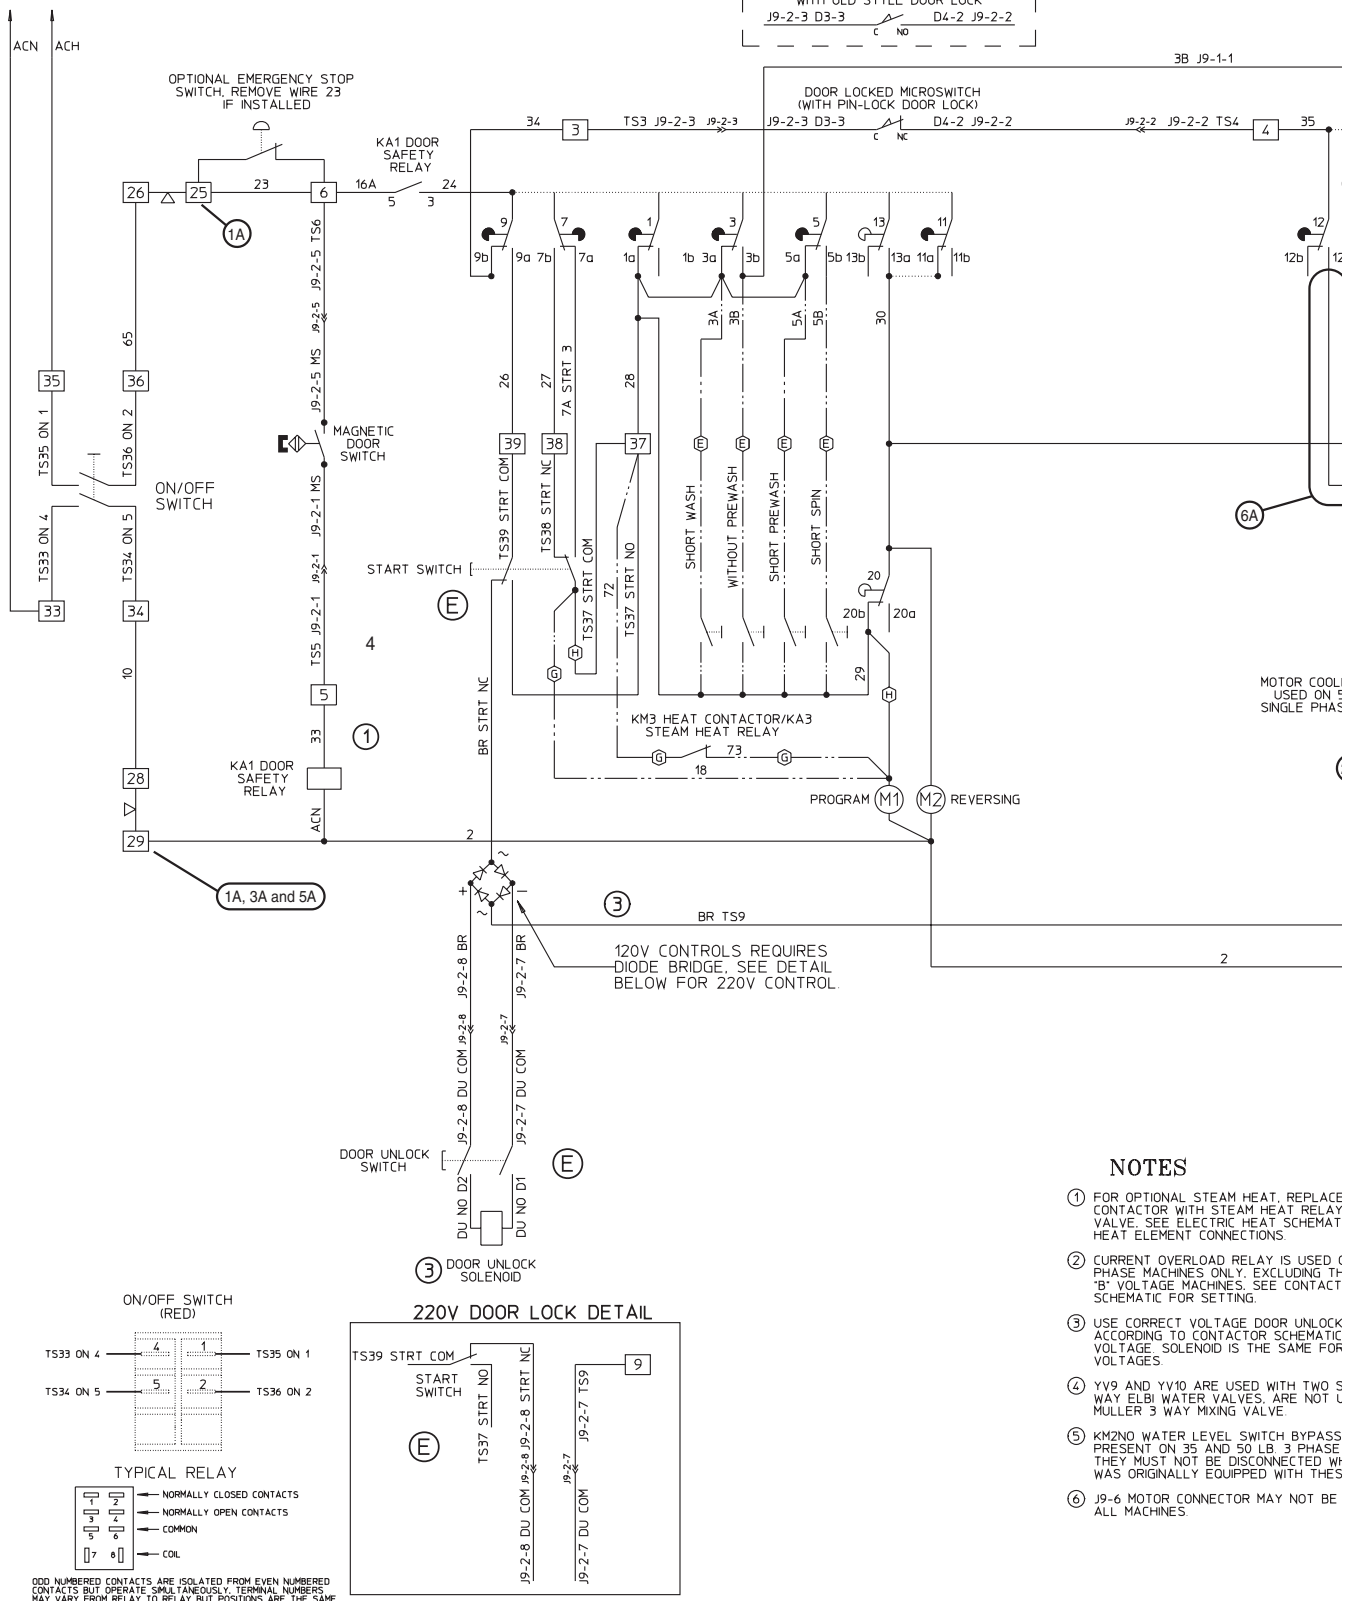 WITH OLD STYLE DOOR LOCK
J9-2-3 D3-3
D4-2 J9-2-2
C
NO
ACN
ACH
3B J9-1-1
OPTIONAL EMERGENCY STOP
SWITCH, REMOVE WIRE 23
IF INSTALLED
DOOR LOCKED MICROSWITCH
(WITH PIN-LOCK DOOR LOCK)
34
3
TS3 J9-2-3
J9-2-3
J9-2-3 D3-3
C
NC
D4-2 J9-2-2
J9-2-2
J9-2-2 TS4
4
35
KA1 DOOR
SAFETY
RELAY
26
25
23
6
16A
5
3
24
1A
9
7
1
3
5
13
11
12
9b
9a
7b
7a
1a
1b
3a
3b
5a
5b
13b
13a
11a
11b
12b
12
TS6
J9-2-5
J9-2-5
J9-2-5 MS
65
3A
3B
5A
5B
30
35
36
26
27
7A STRT 3
28
TS35 ON 1
TS36 ON 2
MAGNETIC
DOOR
SWITCH
39
38
37
E
E
E
E
ON/OFF
SWITCH
TS33 ON 4
TS34 ON 5
J9-2-1 MS
J9-2-1
TS5 J9-2-1
TS39 STRT COM
TS38 STRT NC
TS37 STRT COM
TS37 STRT NO
72
SHORT WASH
WITHOUT PREWASH
SHORT PREWASH
SHORT SPIN
6A
START SWITCH
E
20
20b
20a
33
34
4
10
H
G
29
5
H
BR STRT NC
MOTOR COOL
USED ON 5
SINGLE PHAS
33
1
KM3 HEAT CONTACTOR/KA3
STEAM HEAT RELAY
G
73
G
18
28
KA1 DOOR
SAFETY
RELAY
PROGRAM
M1
M2
REVERSING
ACN
29
2
1A, 3A and 5A
~
+
-
~
3
BR TS9
120V CONTROLS REQUIRES
DIODE BRIDGE, SEE DETAIL
BELOW FOR 220V CONTROL.
2
J9-2-8 BR
J9-2-7 BR
J9-2-8
J9-2-7
J9-2-8 DU COM
J9-2-7 DU COM
DOOR UNLOCK
SWITCH
E
DU NO D2
DU NO D1
3
DOOR UNLOCK
SOLENOID
NOTES
1 FOR OPTIONAL STEAM HEAT, REPLACE
CONTACTOR WITH STEAM HEAT RELAY
VALVE, SEE ELECTRIC HEAT SCHEMAT
HEAT ELEMENT CONNECTIONS.
2 CURRENT OVERLOAD RELAY IS USED
PHASE MACHINES ONLY, EXCLUDING TH
"B" VOLTAGE MACHINES. SEE CONTACT
SCHEMATIC FOR SETTING.
3 USE CORRECT VOLTAGE DOOR UNLOCK
ACCORDING TO CONTACTOR SCHEMATIC
VOLTAGE. SOLENOID IS THE SAME FOR
VOLTAGES.
4 YV9 AND YV10 ARE USED WITH TWO S
WAY ELBI WATER VALVES, ARE NOT U
MULLER 3 WAY MIXING VALVE.
5 KM2NO WATER LEVEL SWITCH BYPASS
PRESENT ON 35 AND 50 LB. 3 PHASE
THEY MUST NOT BE DISCONNECTED WH
WAS ORIGINALLY EQUIPPED WITH THES
6 J9-6 MOTOR CONNECTOR MAY NOT BE
ALL MACHINES.
ON/OFF SWITCH
(RED)
TS33 ON 4
4
1
TS35 ON 1
TS34 ON 5
5
2
TS36 ON 2
TYPICAL RELAY
1
2
NORMALLY CLOSED CONTACTS
3
4
NORMALLY OPEN CONTACTS
5
6
COMMON
7
8
COIL
ODD NUMBERED CONTACTS ARE ISOLATED FROM EVEN NUMBERED
CONTACTS BUT OPERATE SIMULTANEOUSLY. TERMINAL NUMBERS
MAY VARY FROM RELAY TO RELAY BUT POSITIONS ARE THE SAME
220V DOOR LOCK DETAIL
TS39 STRT COM
START
SWITCH
TS37 STRT NO
J9-2-8 STRT NC
J9-2-8
J9-2-8 DU COM
J9-2-7 TS9
J9-2-7
J9-2-7 DU COM
9
E